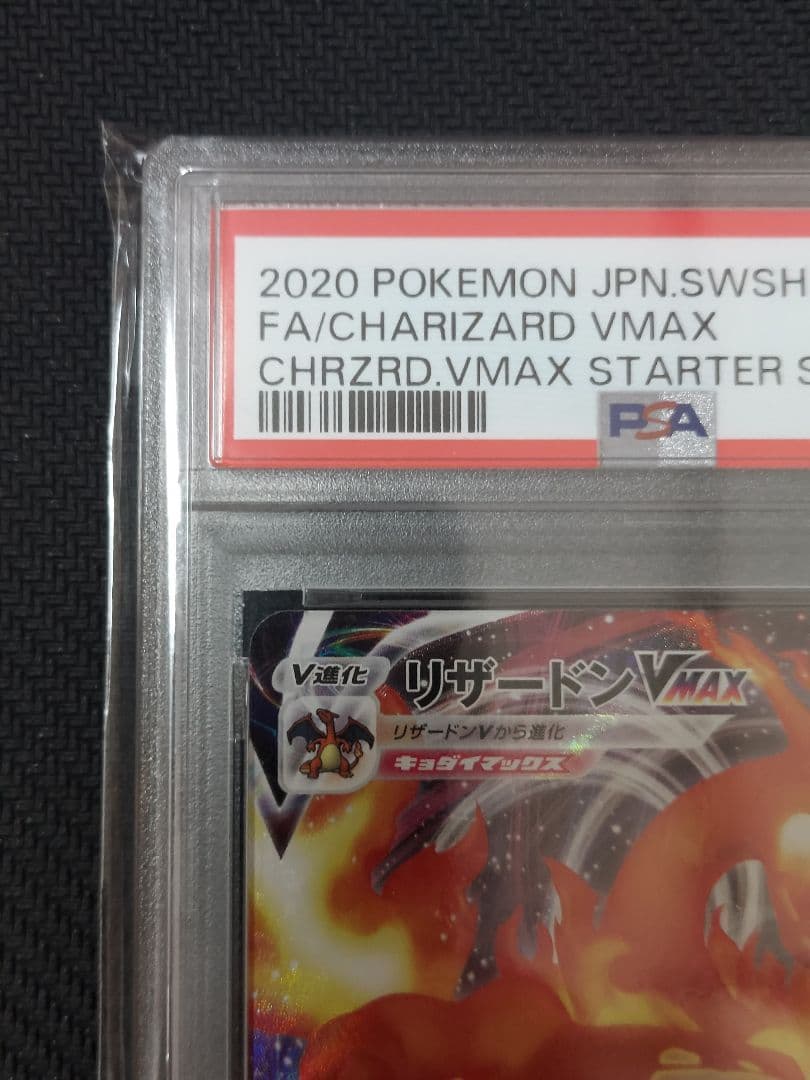 2020 POKEMON JPN.SWSH
FA/CHARIZARD VMAX
CHRZRD.VMAX STARTER S
PSA
V進化
リザードンVMAX
リザードンVから進化
キョダイマックス